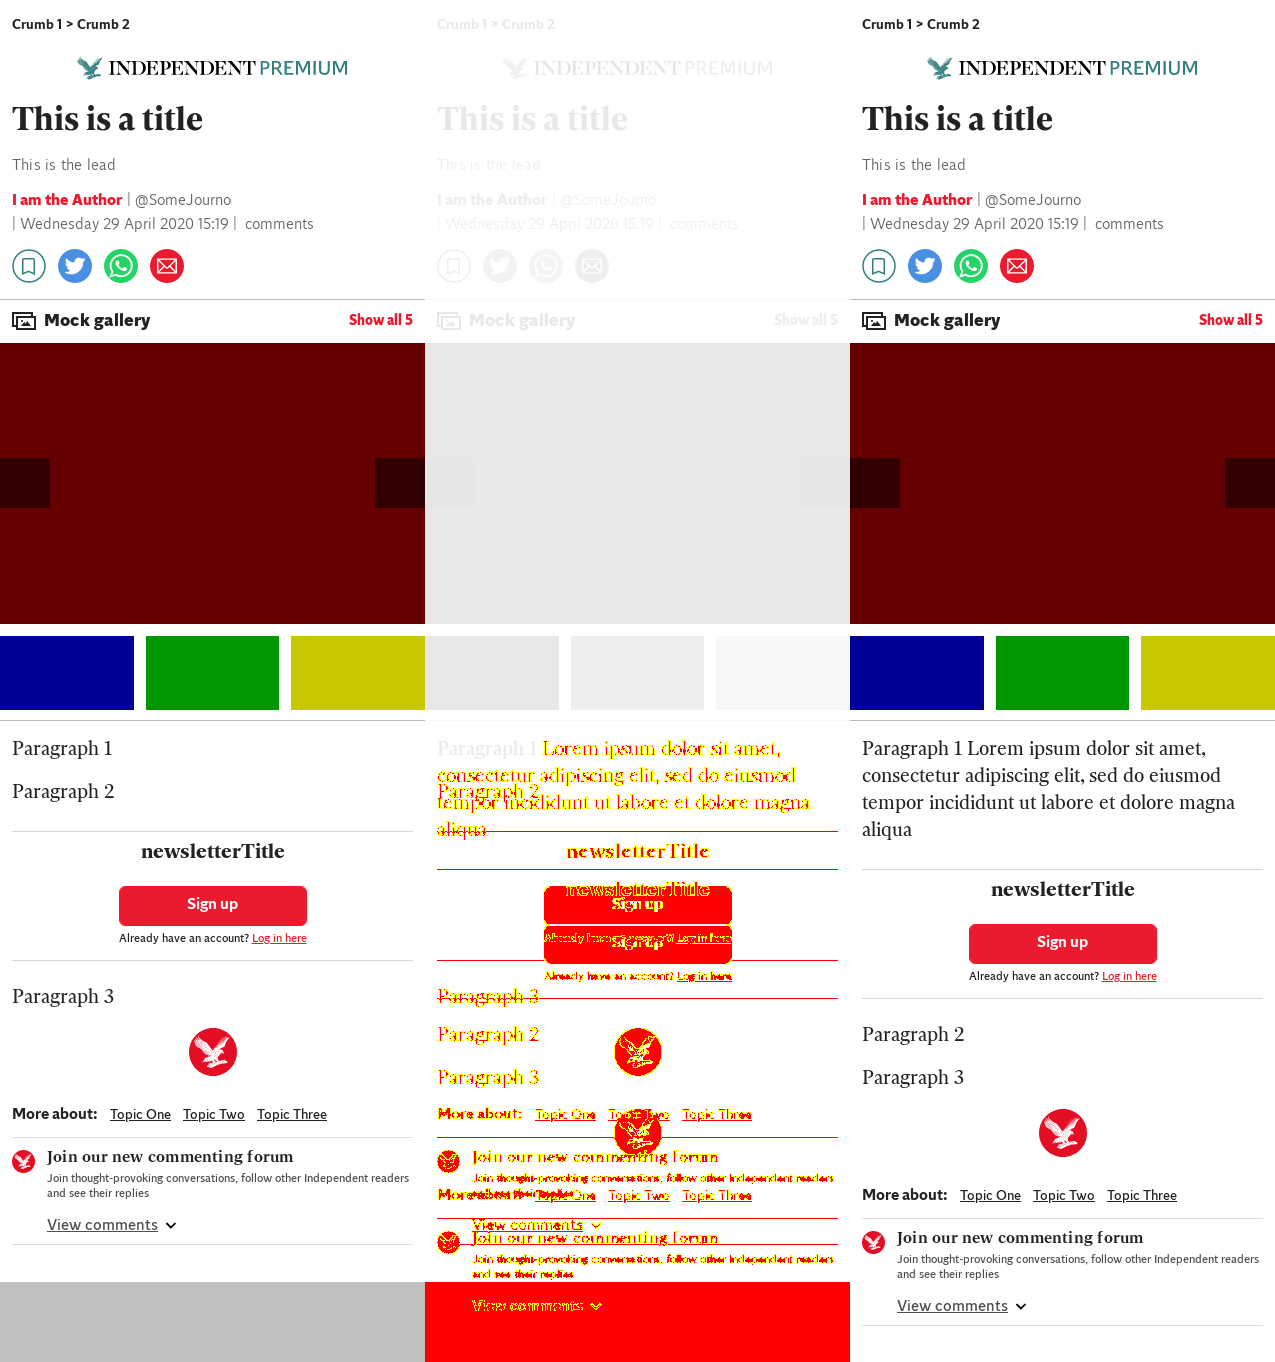 Crumb 1 > Crumb 2
INDEPENDENT PREMIUM
This is a title
This is the lead
I am the Author | @SomeJourno
| Wednesday 29 April 2020 15:19 | comments
Mock gallery
Show all 5
Paragraph 1
Paragraph 2
newsletterTitle
Sign up
Already have an account? Log in here
Paragraph 3
More about: Topic One Topic Two Topic Three
Join our new commenting forum
Join thought-provoking conversations, follow other Independent readers
and see their replies
View comments
Crumb 1 > Crumb 2
INDEPENDENT PREMIUM
This is a title
This is the lead
I am the Author | @SomeJourno
| Wednesday 29 April 2020 15:19 | comments
Mock gallery
Show all 5
Paragraph 1 Lorem ipsum dolor sit amet,
consectetur adipiscing elit, sed do eiusmod
Paragraph 2
tempor incididunt ut labore et dolore magna
aliqua
newsletterTitle
newsletterTitle
Sign up
Already have an account? Log in here
Sign up
Already have an account? Log in here
Paragraph 3
Paragraph 2
Paragraph 3
More about: Topic One Topic Two Topic Three
Join our new commenting forum
Join thought-provoking conversations, follow other Independent readers
More about: Topic One Topic Two Topic Three
View comments
Join our new commenting forum
Join thought-provoking conversations, follow other Independent readers
and see their replies
View comments
Crumb 1 > Crumb 2
INDEPENDENT PREMIUM
This is a title
This is the lead
I am the Author | @SomeJourno
| Wednesday 29 April 2020 15:19 | comments
Mock gallery
Show all 5
Paragraph 1 Lorem ipsum dolor sit amet,
consectetur adipiscing elit, sed do eiusmod
tempor incididunt ut labore et dolore magna
aliqua
newsletterTitle
Sign up
Already have an account? Log in here
Paragraph 2
Paragraph 3
More about: Topic One Topic Two Topic Three
Join our new commenting forum
Join thought-provoking conversations, follow other Independent readers
and see their replies
View comments